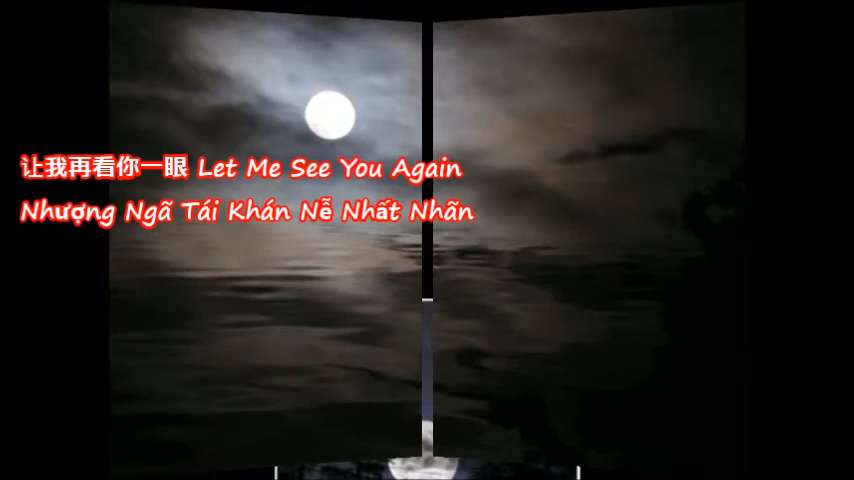 让我再看你一眼 Let Me See You Again
Nhượng Ngã Tái Khán Nễ Nhất Nhãn